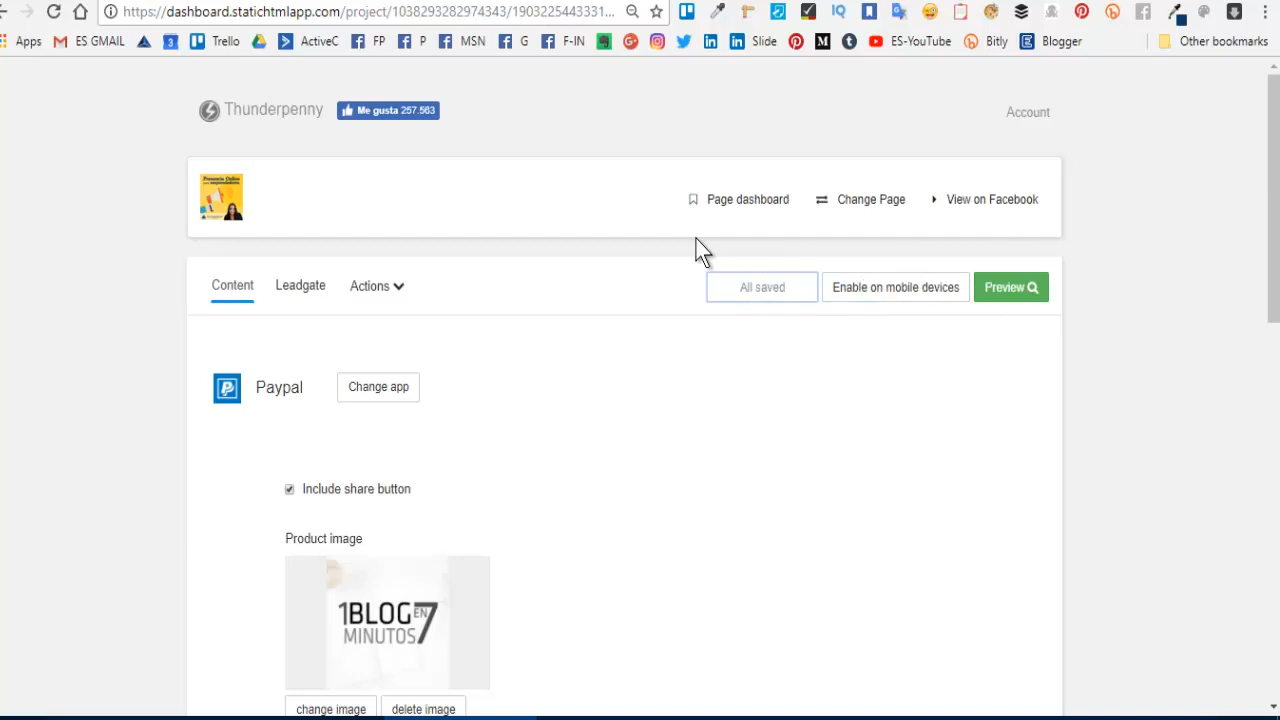 https://dashboard.statichtmlapp.com/project/1038293282974343/1903225443331...
Apps ES GMAIL 3 Trello ActiveC FP P MSN G F-IN Slide ES-YouTube Bitly Blogger Other bookmarks
Thunderpenny Me gusta 257.563 Account
Page dashboard Change Page View on Facebook
Content Leadgate Actions All saved Enable on mobile devices Preview
Paypal Change app
Include share button
Product image
1BLOG EN 7
MINUTOS
change image delete image